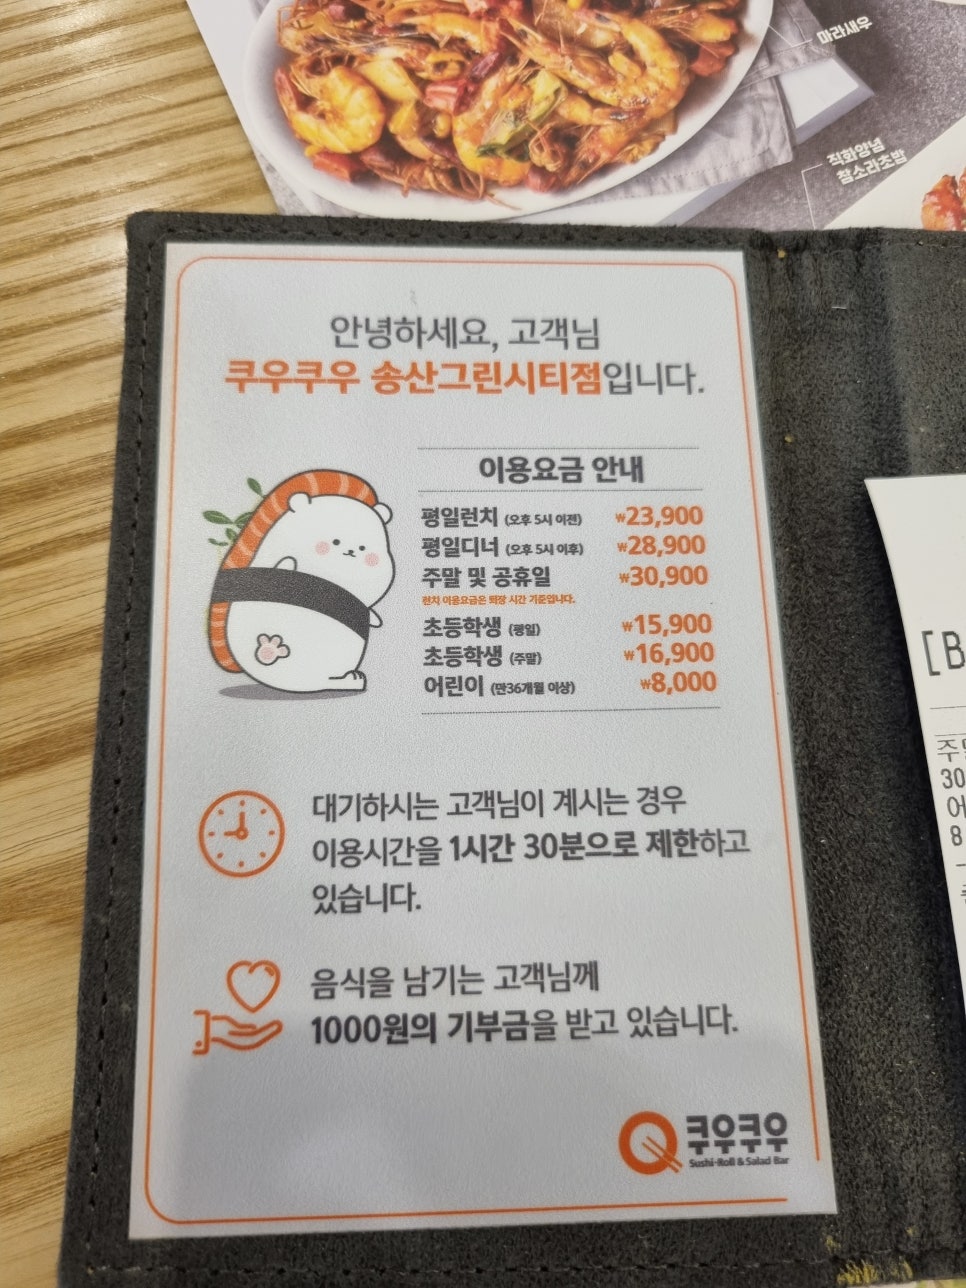 마라새우
직화양념
참소라초밥
안녕하세요, 고객님
쿠우쿠우 송산그린시티점입니다.
이용요금 안내
평일런치 (오후 5시 이전) ₩23,900
평일디너 (오후 5시 이후) ₩28,900
주말 및 공휴일 ₩30,900
런치 이용요금은 퇴장 시간 기준입니다.
초등학생 (평일) ₩15,900
초등학생 (주말) ₩16,900
어린이 (만36개월 이상) ₩8,000
대기하시는 고객님이 계시는 경우
이용시간을 1시간 30분으로 제한하고
있습니다.
음식을 남기는 고객님께
1000원의 기부금을 받고 있습니다.
쿠우쿠우
Sushi·Roll & Salad Bar
[B
30
8